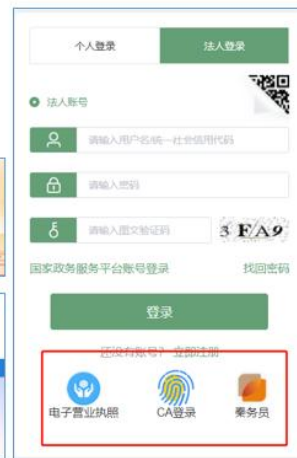 个人登录 法人登录
法人账号
请输入用户名/统一社会信用代码
请输入密码
请输入图文验证码 3 FA9
国家政务服务平台账号登录 找回密码
登录
还没有账号? 立即注册
电子营业执照 CA登录 秦务员